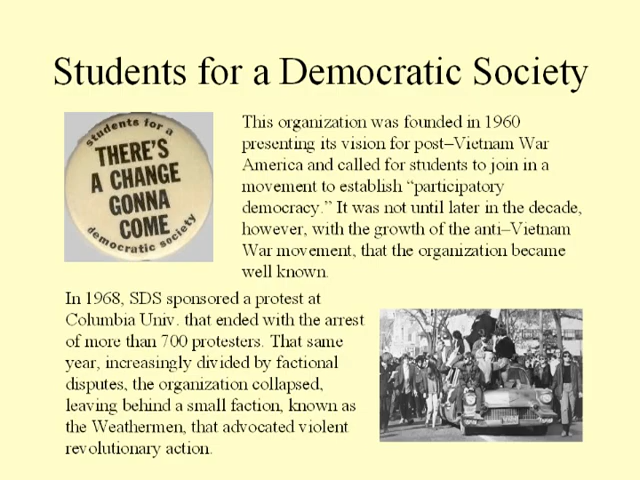 Students for a Democratic Society
students for a
THERE'S
A CHANGE
GONNA
COME
democratic society
This organization was founded in 1960
presenting its vision for post–Vietnam War
America and called for students to join in a
movement to establish “participatory
democracy.” It was not until later in the decade,
however, with the growth of the anti–Vietnam
War movement, that the organization became
well known.
In 1968, SDS sponsored a protest at
Columbia Univ. that ended with the arrest
of more than 700 protesters. That same
year, increasingly divided by factional
disputes, the organization collapsed,
leaving behind a small faction, known as
the Weathermen, that advocated violent
revolutionary action.